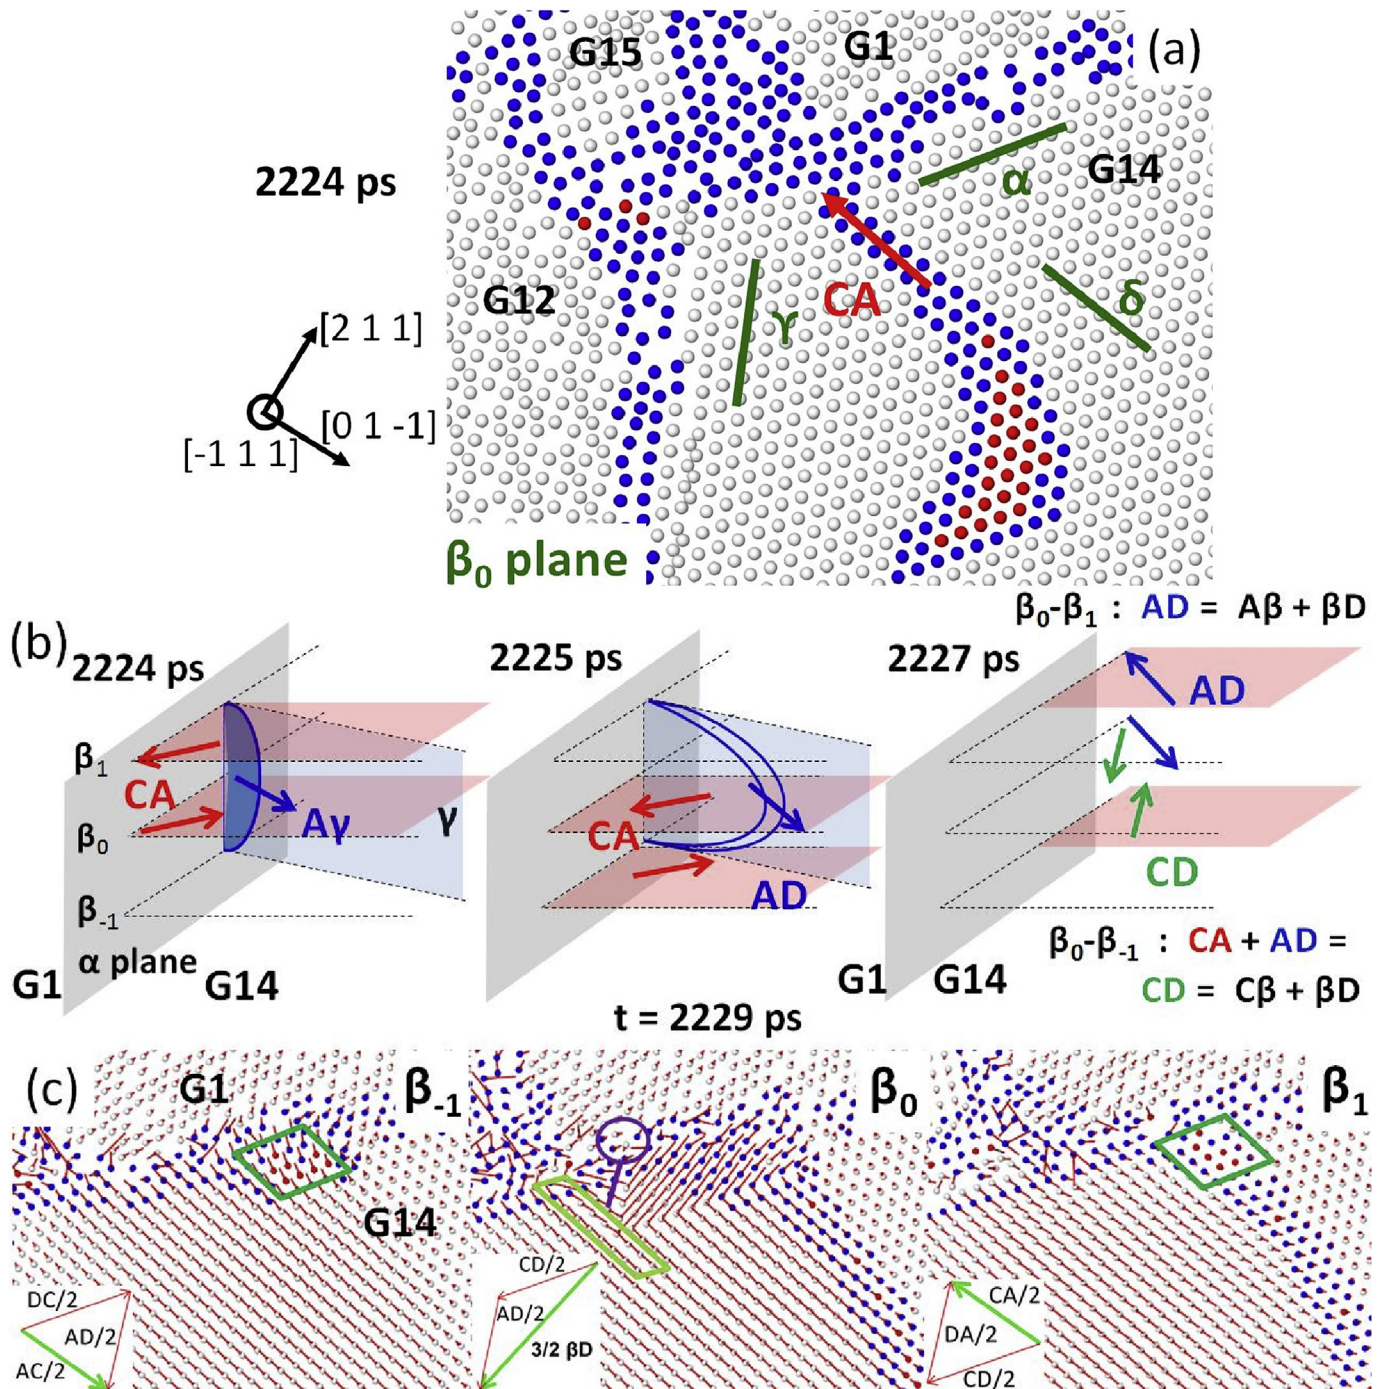 (a)
G15
G1
2224 ps
α
G14
G12
CA
δ
γ
[2 1 1]
[0 1 -1]
[-1 1 1]
β₀ plane
(b)
β₀-β₁ : AD = Aβ + βD
2224 ps
2225 ps
2227 ps
AD
β₁
CA
Aγ
γ
CA
β₀
CD
AD
β₋₁
β₀-β₋₁ : CA + AD =
α plane
CD = Cβ + βD
G1
G14
G1
G14
t = 2229 ps
(c)
G1
β₋₁
β₀
β₁
G14
DC/2
AD/2
AC/2
CD/2
AD/2
3/2 βD
CA/2
DA/2
CD/2